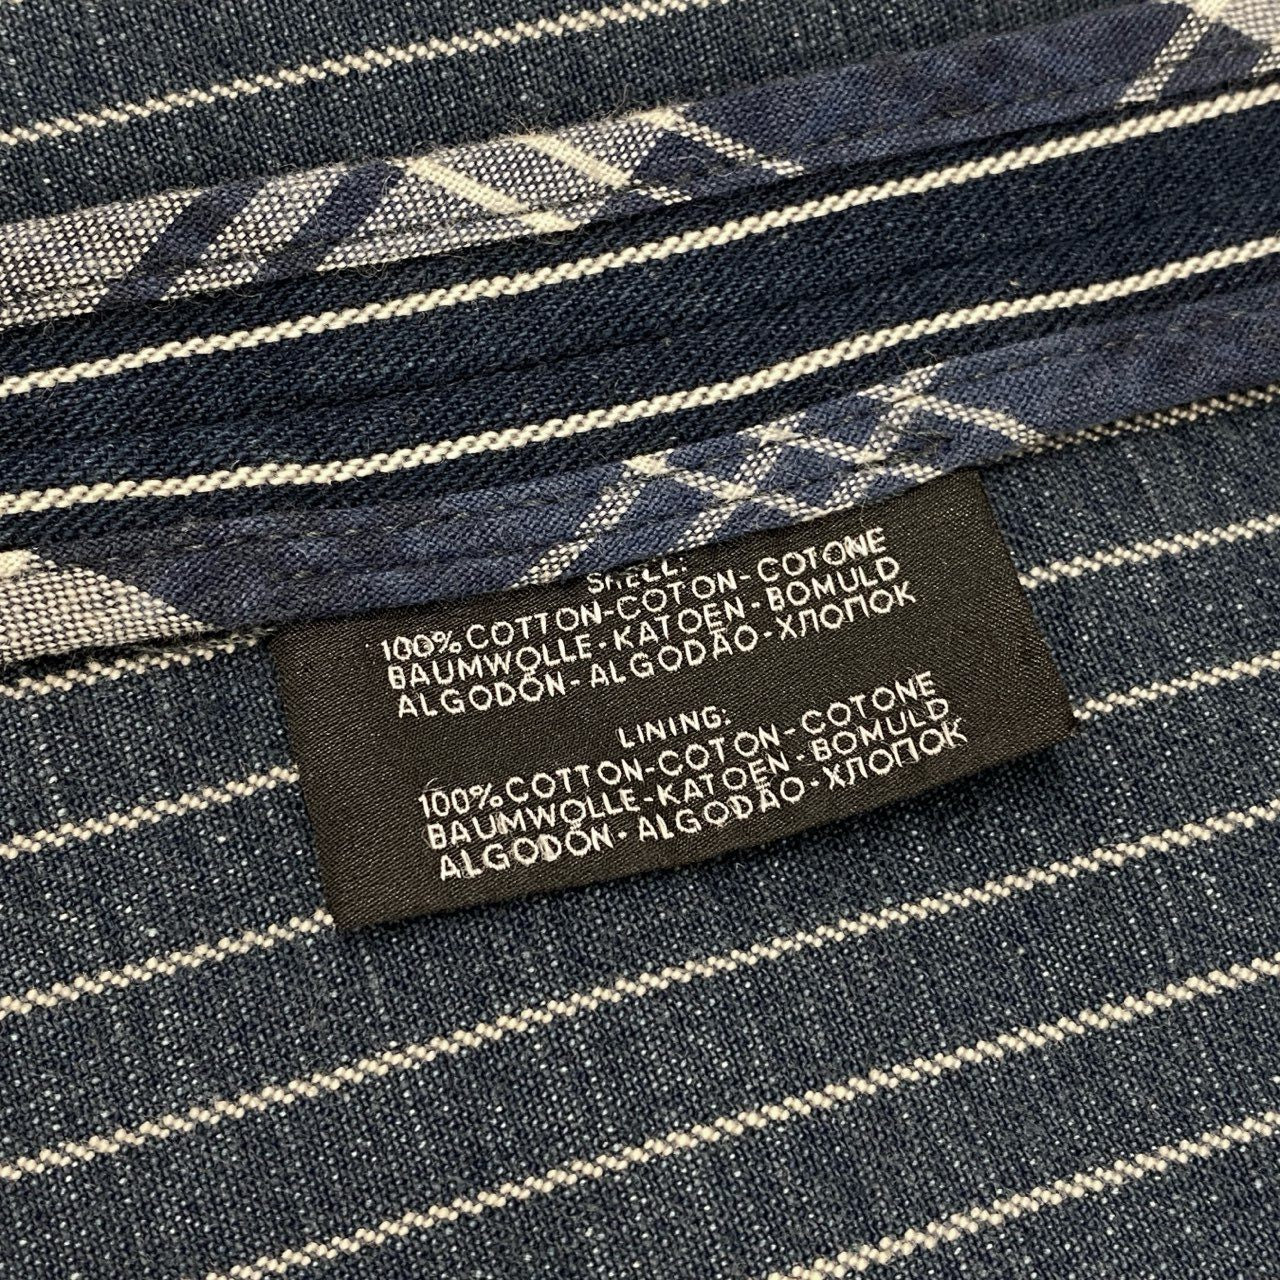 SHELL:
100% COTTON-COTON-COTONE
BAUMWOLLE-KATOEN-BOMULD
ALGODÓN-ALGODÃO-ХЛОПОК
LINING:
100% COTTON-COTON-COTONE
BAUMWOLLE-KATOEN-BOMULD
ALGODÓN-ALGODÃO-ХЛОПОК